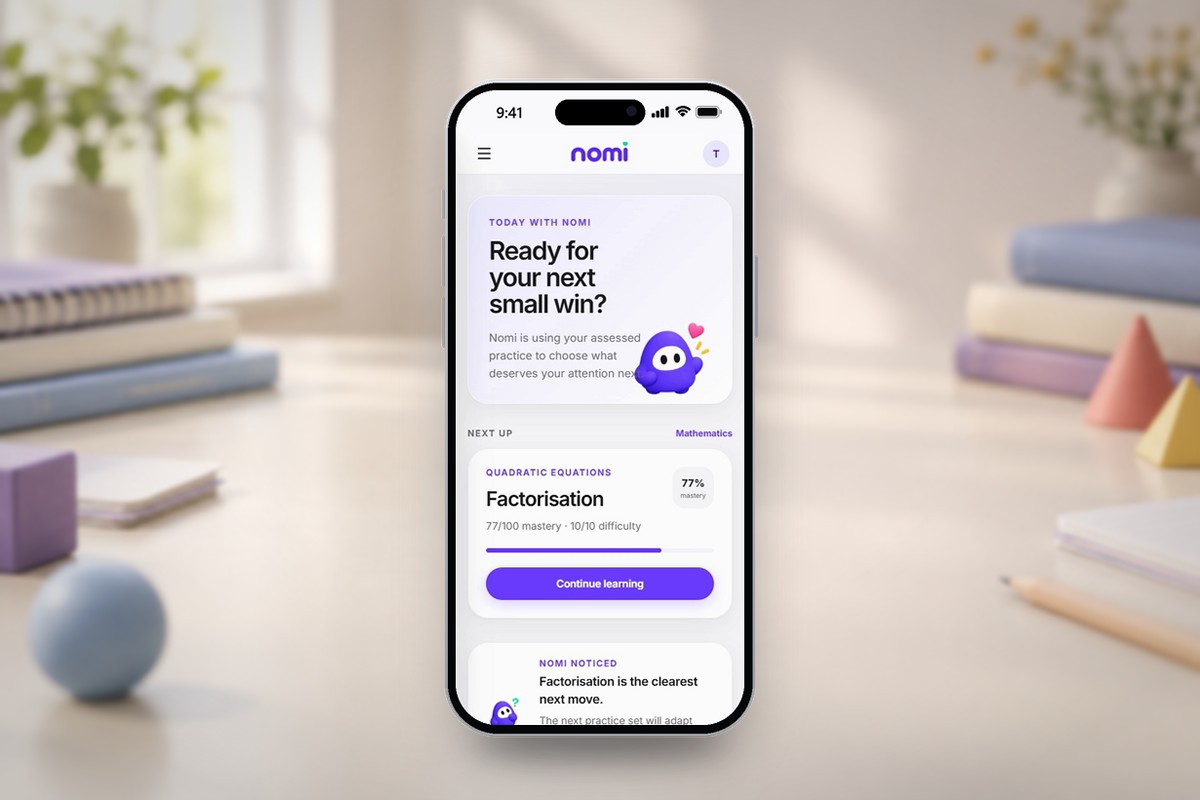 9:41
nomi
T
TODAY WITH NOMI
Ready for
your next
small win?
Nomi is using your assessed
practice to choose what
deserves your attention
NEXT UP
Mathematics
QUADRATIC EQUATIONS
77%
mastery
Factorisation
77/100 mastery · 10/10 difficulty
Continue learning
NOMI NOTICED
Factorisation is the clearest
next move.
The next practice set will adapt